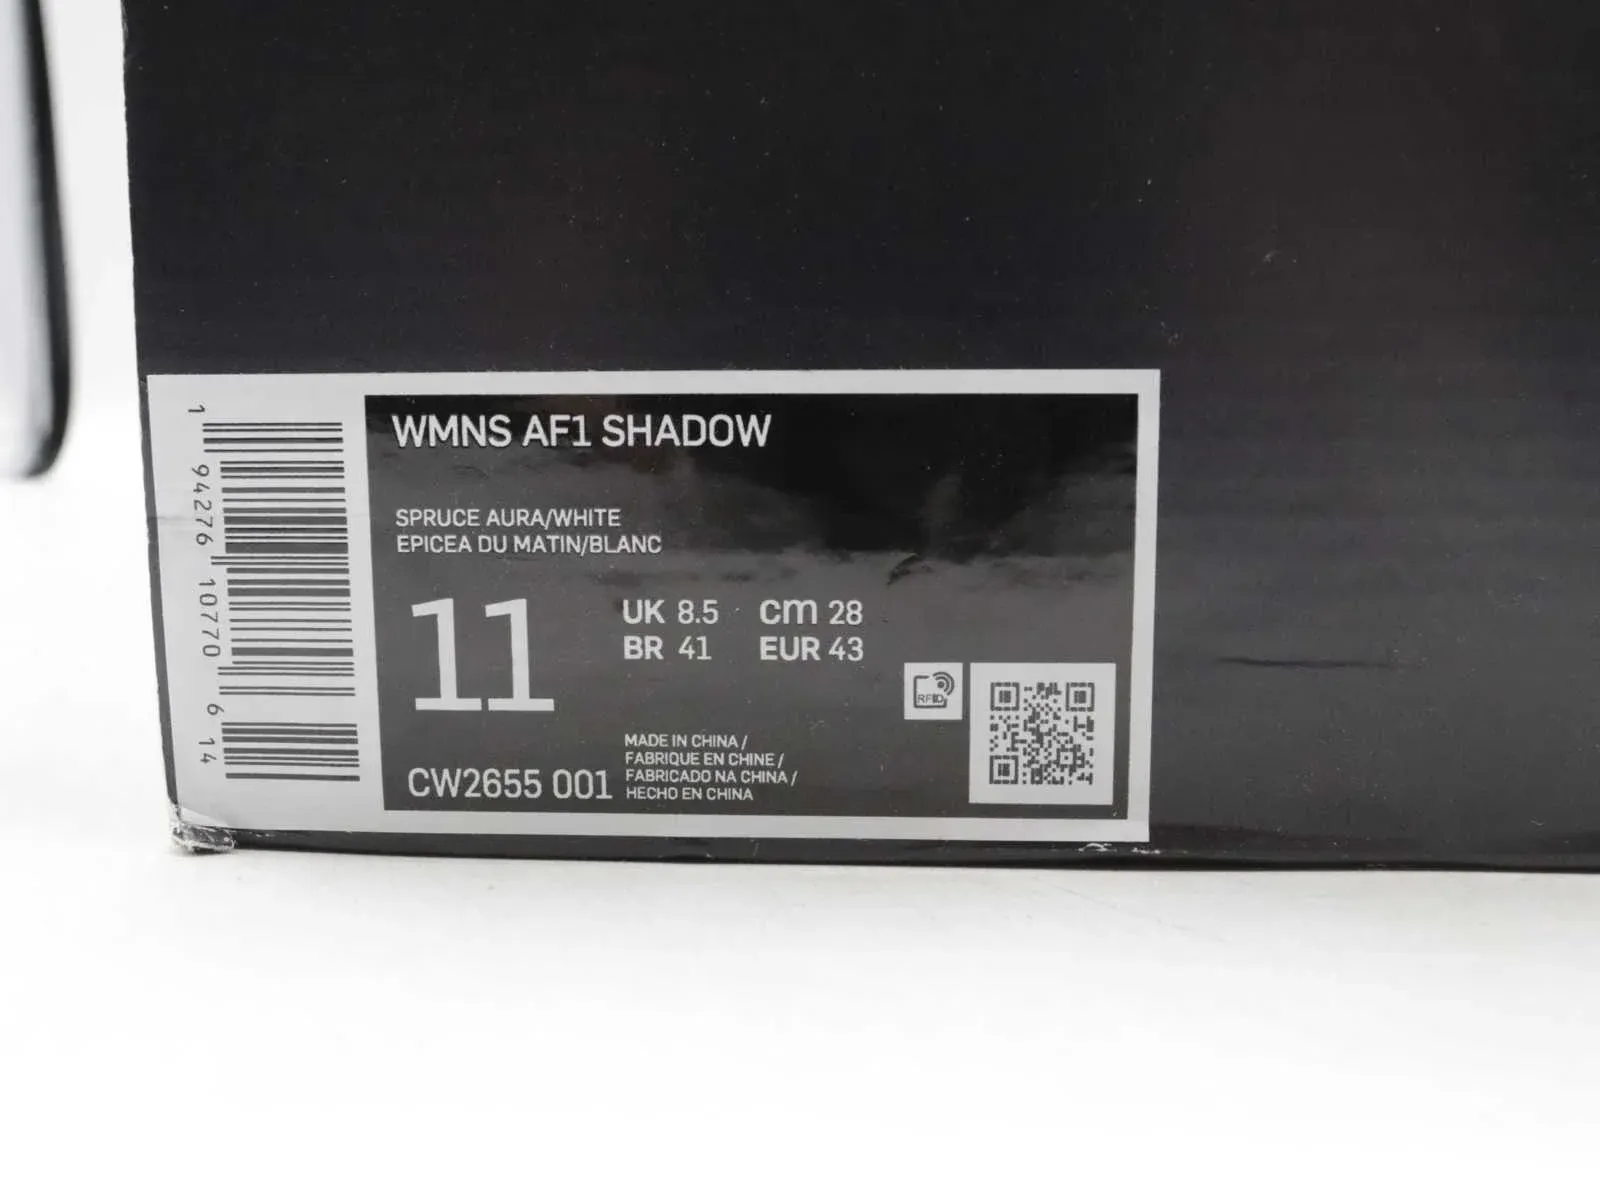 WMNS AF1 SHADOW
SPRUCE AURA/WHITE
EPICEA DU MATIN/BLANC
11
UK 8.5 cm 28
BR 41 EUR 43
RFID
MADE IN CHINA /
FABRIQUE EN CHINE /
FABRICADO NA CHINA /
HECHO EN CHINA
CW2655 001
1 94276 10770 6 14